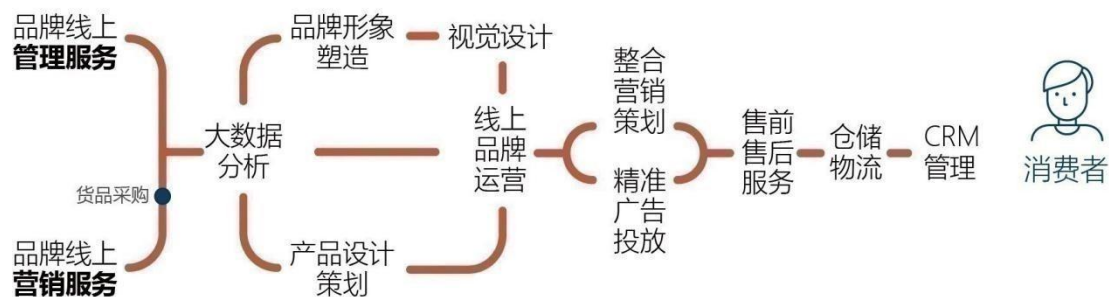 品牌线上
管理服务
货品采购
品牌线上
营销服务
大数据
分析
品牌形象
塑造
视觉设计
产品设计
策划
线上
品牌
运营
整合
营销
策划
精准
广告
投放
售前
售后
服务
仓储
物流
CRM
管理
消费者